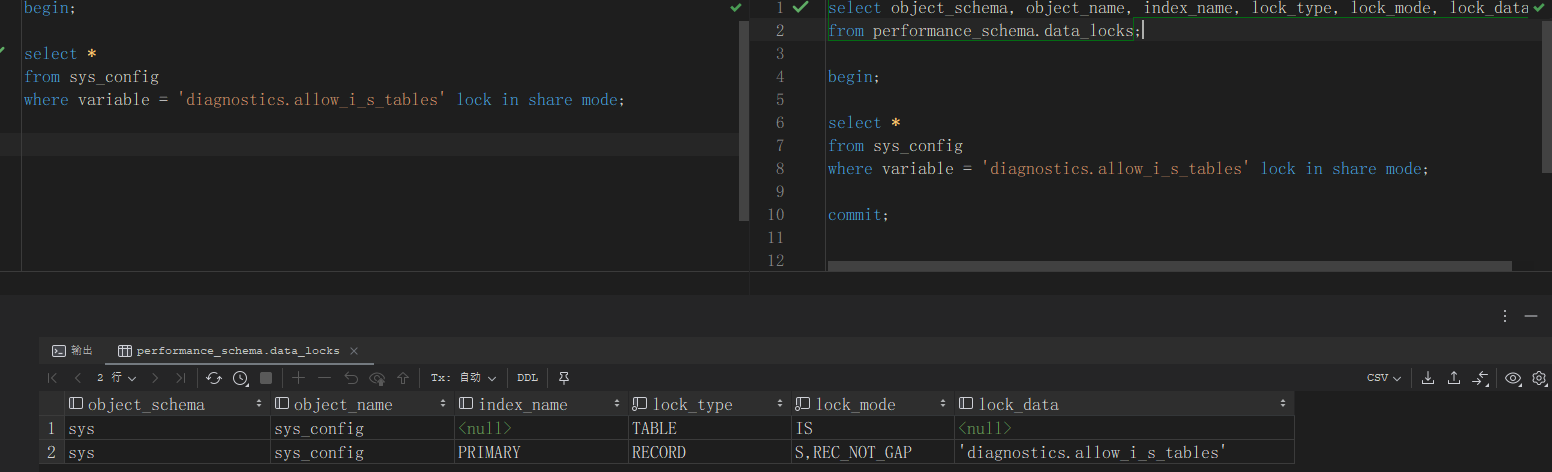 begin;
select *
from sys_config
where variable = 'diagnostics.allow_i_s_tables' lock in share mode;
1 select object_schema, object_name, index_name, lock_type, lock_mode, lock_data
2 from performance_schema.data_locks;
3
4 begin;
5
6 select *
7 from sys_config
8 where variable = 'diagnostics.allow_i_s_tables' lock in share mode;
9
10 commit;
11
12
输出 performance_schema.data_locks
2 行 Tx: 自动 DDL CSV
object_schema object_name index_name lock_type lock_mode lock_data
1 sys sys_config <null> TABLE IS <null>
2 sys sys_config PRIMARY RECORD S,REC_NOT_GAP 'diagnostics.allow_i_s_tables'